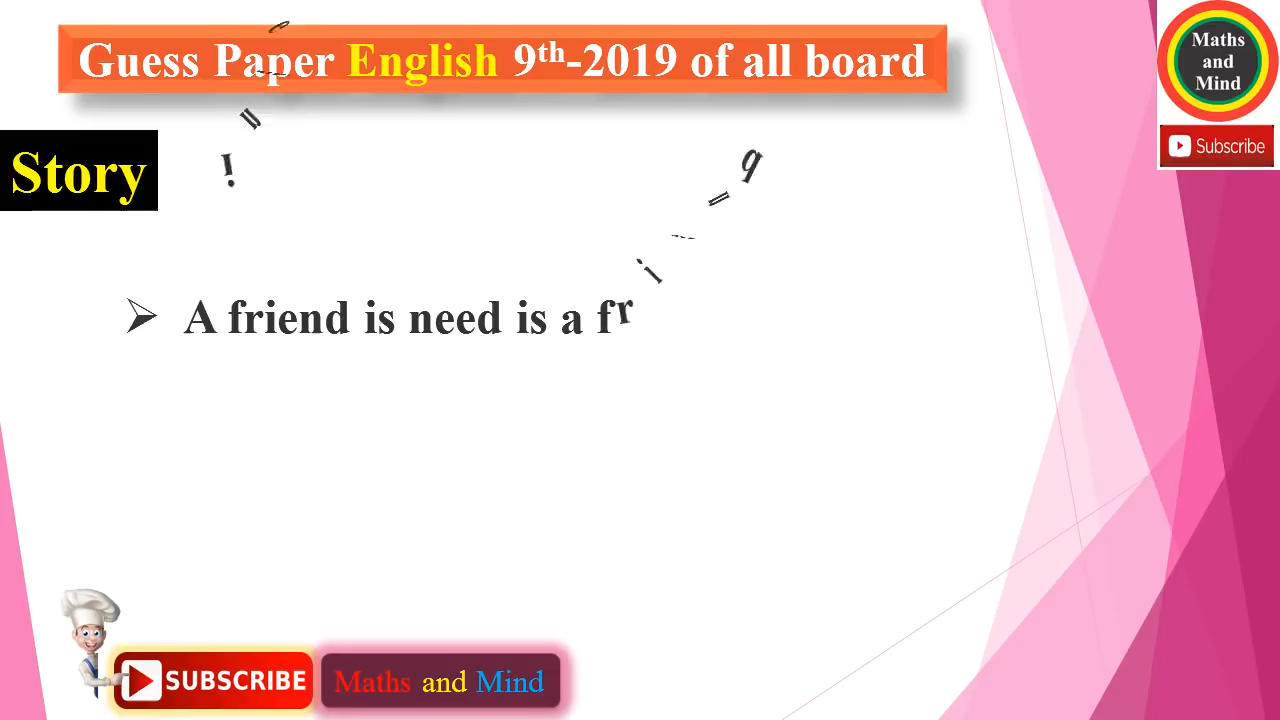 Guess Paper English 9th-2019 of all board
Maths
and
Mind
Subscribe
Story
➢ A friend is need is a fr
SUBSCRIBE
Maths and Mind